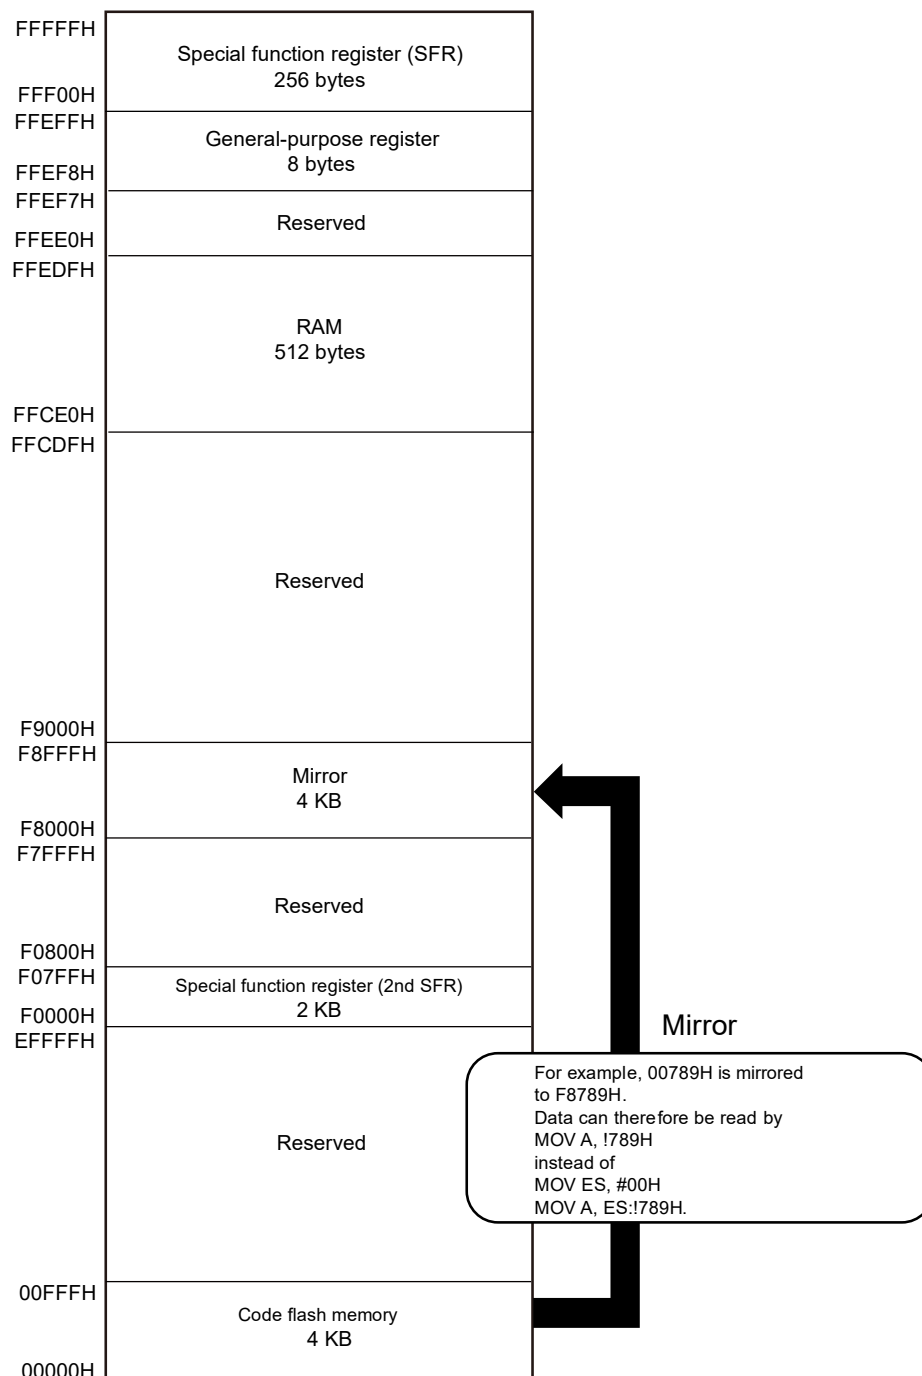 FFFFFH
Special function register (SFR)
256 bytes
FFF00H
FFEFFH
General-purpose register
8 bytes
FFEF8H
FFEF7H
Reserved
FFEE0H
FFEDFH
RAM
512 bytes
FFCE0H
FFCDFH
Reserved
F9000H
F8FFFH
Mirror
4 KB
F8000H
F7FFFH
Reserved
F0800H
F07FFH
Special function register (2nd SFR)
2 KB
F0000H
EFFFFH
Mirror
For example, 00789H is mirrored
to F8789H.
Data can therefore be read by
MOV A, !789H
instead of
MOV ES, #00H
MOV A, ES:!789H.
Reserved
00FFFH
Code flash memory
4 KB
00000H